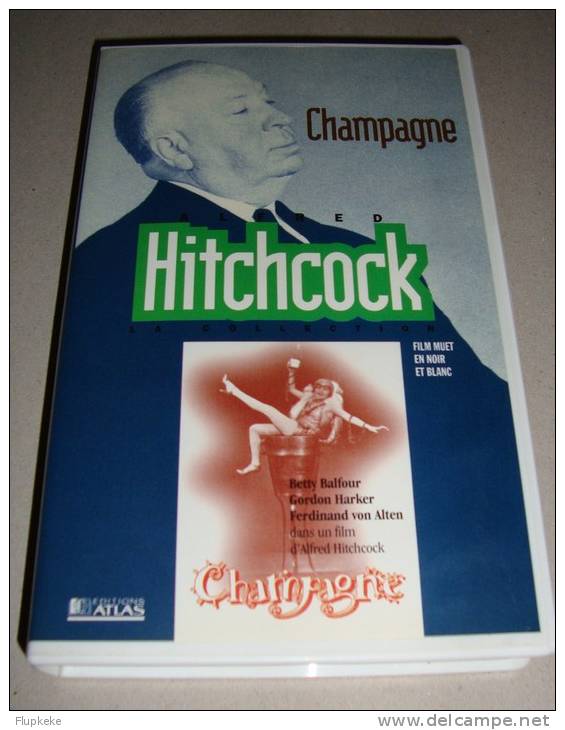 Champagne
ALFRED
Hitchcock
LA COLLECTION
FILM MUET
EN NOIR
ET BLANC
Betty Balfour
Gordon Harker
Ferdinand von Alten
dans un film
d'Alfred Hitchcock
Champagne
EDITIONS
ATLAS
Flupkeke
www.delcampe.net